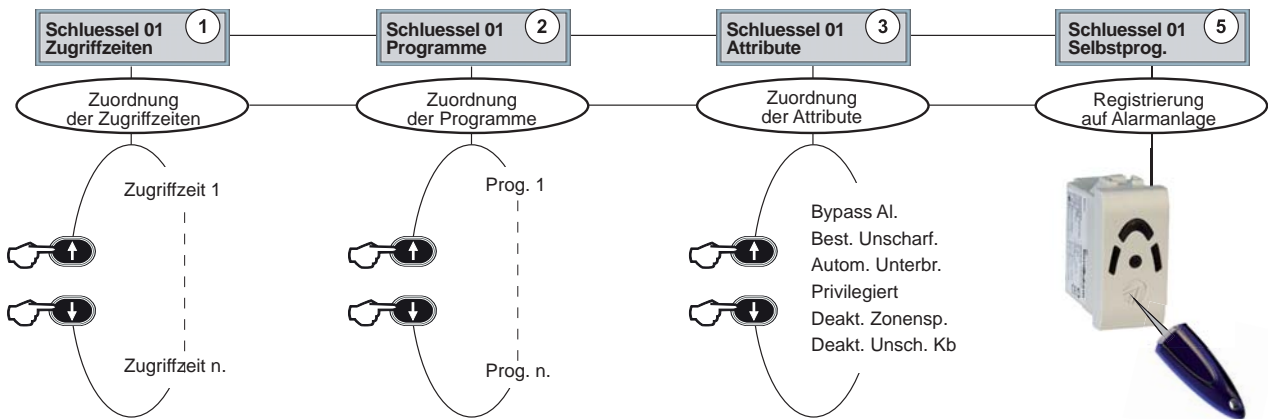 Schluessel 01
Zugriffzeiten
1
Schluessel 01
Programme
2
Schluessel 01
Attribute
3
Schluessel 01
Selbstprog.
5
Zuordnung
der Zugriffzeiten
Zuordnung
der Programme
Zuordnung
der Attribute
Registrierung
auf Alarmanlage
Zugriffzeit 1
Zugriffzeit n.
Prog. 1
Prog. n.
Bypass Al.
Best. Unscharf.
Autom. Unterbr.
Privilegiert
Deakt. Zonensp.
Deakt. Unsch. Kb